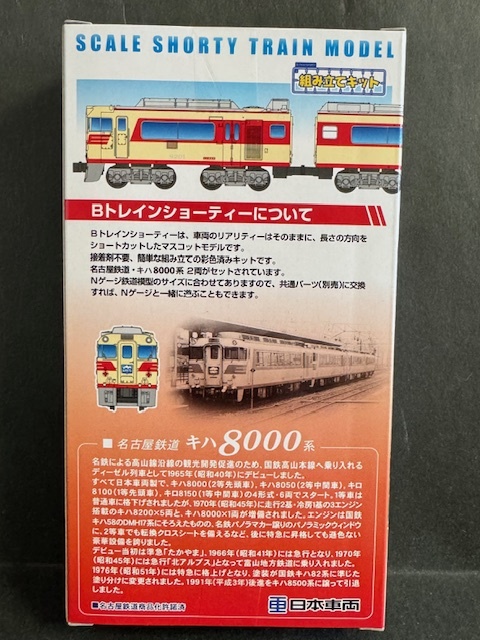 SCALE SHORTY TRAIN MODEL
組み立てキット
Bトレインショーティーについて
Bトレインショーティーは、車両のリアリティーはそのままに、長さの方向を
ショートカットしたマスコットモデルです。
接着剤不要、簡単な組み立ての彩色済みキットです。
名古屋鉄道・キハ8000系 2両がセットされています。
Nゲージ鉄道模型のサイズに合わせてありますので、共通パーツ(別売)に交換
すれば、Nゲージと一緒に遊ぶこともできます。
■ 名古屋鉄道 キハ8000系
名鉄による高山線沿線の観光開発促進のため、国鉄高山本線へ乗り入れる
ディーゼル列車として1965年(昭和40年)にデビューしました。
すべて日本車両製で、キハ8000(2等先頭車)、キハ8050(2等中間車)、キロ
8100(1等先頭車)、キロ8150(1等中間車)の4形式・6両でスタート。1等車は
普通車に格下げされましたが、1970年(昭和45年)に走行2基・冷房1基の3エンジン
搭載のキハ8200×5両と、キハ8000×1両が増備されました。エンジンは国鉄
キハ58のDMH17系にそろえたものの、名鉄パノラマカー譲りのパノラミックウィンドウ
に、2等車でも転換クロスシートを備えるなど、後に特急に昇格しても遜色ない
豪華設備を誇りました。
デビュー当初は準急「たかやま」、1966年(昭和41年)には急行となり、1970年
(昭和45年)には急行「北アルプス」となって富山地方鉄道に乗り入れました。
1976年(昭和51年)には特急に格上げとなり、塗装が国鉄キハ82系に準じた
塗り分けに変更されました。1991年(平成3年)後進をキハ8500系に譲って引退
しました。
■名古屋鉄道商品化許諾済
日本車両